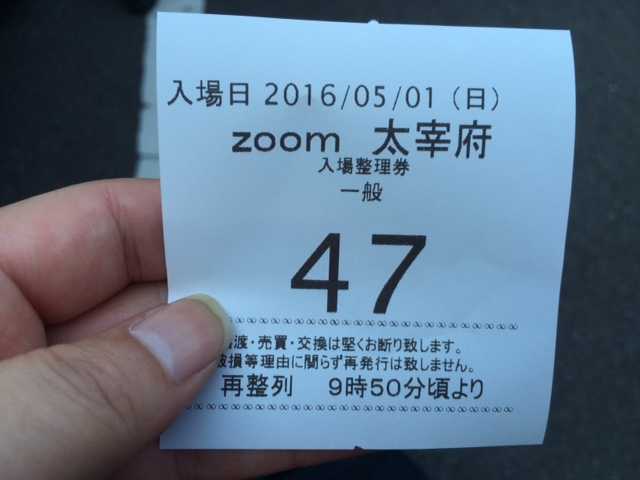 入場日 2016/05/01（日）
zoom 太宰府
入場整理券
一般
47
∞∞∞∞∞∞∞∞∞∞∞∞∞∞∞∞∞∞∞∞∞∞∞∞
渡・売買・交換は堅くお断り致します。
破損等理由に関らず再発行は致しません。
再整列 9時50分頃より
∞∞∞∞∞∞∞∞∞∞∞∞∞∞∞∞∞∞∞∞∞∞∞∞